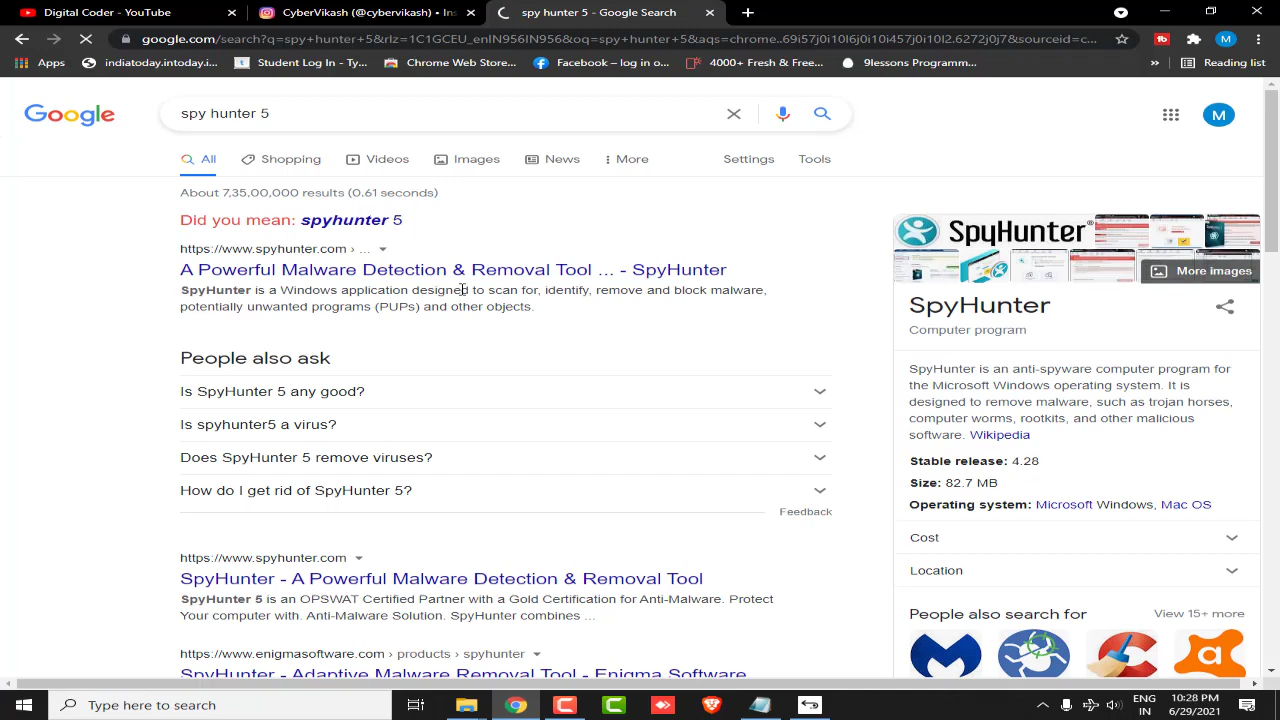 Digital Coder - YouTube
CyberVikash (@cybervikash) • Ins
spy hunter 5 - Google Search
google.com/search?q=spy+hunter+5&rlz=1C1GCEU_enIN956IN956&oq=spy+hunter+5&aqs=chrome..69i57j0i10l6j0i10i457j0i10l2.6272j0j7&sourceid=c...
M
Apps
indiatoday.intoday.i...
Student Log In - Ty...
Chrome Web Store...
Facebook – log in o...
4000+ Fresh & Fre...
9lessons Programm...
»
Reading list
Google
spy hunter 5
M
All
Shopping
Videos
Images
News
More
Settings
Tools
About 7,35,00,000 results (0.61 seconds)
Did you mean: spyhunter 5
https://www.spyhunter.com › ...
A Powerful Malware Detection & Removal Tool ... - SpyHunter
SpyHunter is a Windows application designed to scan for, identify, remove and block malware,
potentially unwanted programs (PUPs) and other objects.
People also ask
Is SpyHunter 5 any good?
Is spyhunter5 a virus?
Does SpyHunter 5 remove viruses?
How do I get rid of SpyHunter 5?
Feedback
https://www.spyhunter.com
SpyHunter - A Powerful Malware Detection & Removal Tool
SpyHunter 5 is an OPSWAT Certified Partner with a Gold Certification for Anti-Malware. Protect
Your computer with. Anti-Malware Solution. SpyHunter combines ...
https://www.enigmasoftware.com › products › spyhunter
SpyHunter - Adaptive Malware Removal Tool - Enigma Software
SpyHunter®
More images
SpyHunter
Computer program
SpyHunter is an anti-spyware computer program for
the Microsoft Windows operating system. It is
designed to remove malware, such as trojan horses,
computer worms, rootkits, and other malicious
software. Wikipedia
Stable release: 4.28
Size: 82.7 MB
Operating system: Microsoft Windows, Mac OS
Cost
Location
People also search for
View 15+ more
a
Type here to search
ENG
IN
10:28 PM
6/29/2021